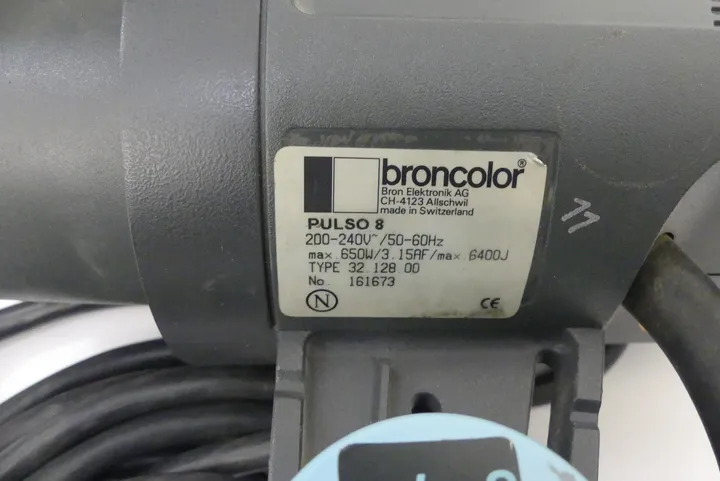 broncolor®
Bron Elektronik AG
CH-4123 Allschwil
made in Switzerland
PULSO 8
200-240V~/50-60Hz
max 650W/3.15AF/max 6400J
TYPE 32.128.00
No. 161673
N CE